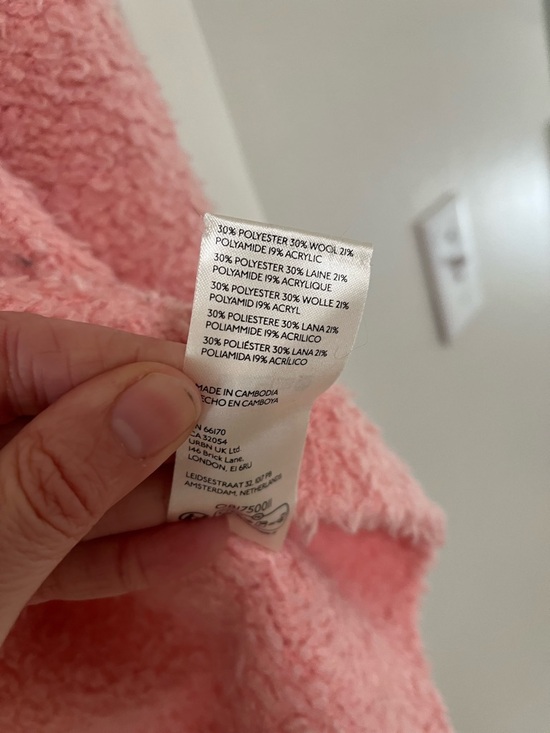 30% POLYESTER 30% WOOL 21%
POLYAMIDE 19% ACRYLIC
30% POLYESTER 30% LAINE 21%
POLYAMIDE 19% ACRYLIQUE
30% POLYESTER 30% WOLLE 21%
POLYAMID 19% ACRYL
30% POLIESTERE 30% LANA 21%
POLIAMMIDE 19% ACRILICO
30% POLIÉSTER 30% LANA 21%
POLIAMIDA 19% ACRÍLICO
MADE IN CAMBODIA
HECHO EN CAMBOYA
N 66170
CA 32054
URBN UK Ltd.
146 Brick Lane,
LONDON, E1 6RU
LEIDSESTRAAT 32, 1017 PB
AMSTERDAM, NETHERLANDS